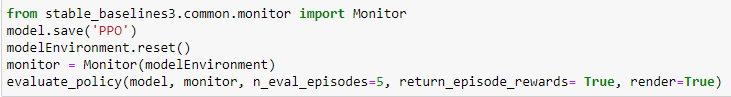 from stable_baselines3.common.monitor import Monitor
model.save('PPO')
modelEnvironment.reset()
monitor = Monitor(modelEnvironment)
evaluate_policy(model, monitor, n_eval_episodes=5, return_episode_rewards= True, render=True)